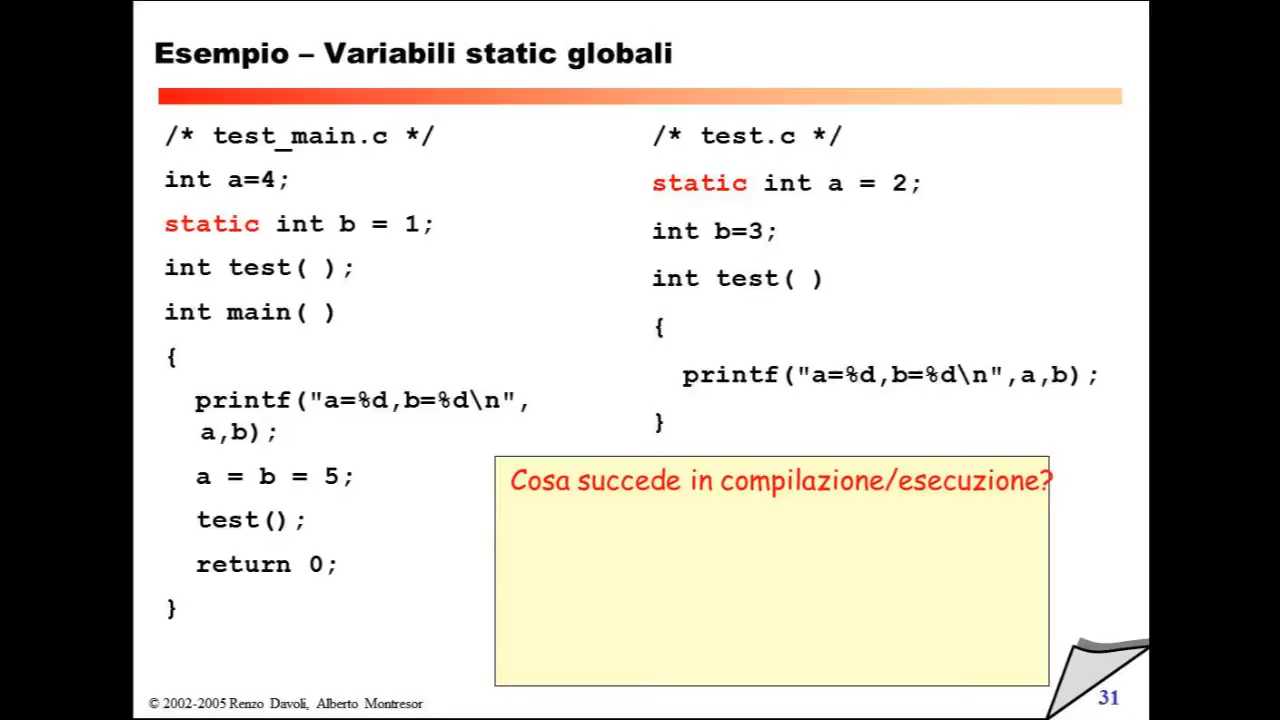 Esempio – Variabili static globali
/* test_main.c */
int a=4;
static int b = 1;
int test( );
int main( )
{
printf("a=%d,b=%d\n",
a,b);
a = b = 5;
test();
return 0;
}
/* test.c */
static int a = 2;
int b=3;
int test( )
{
printf("a=%d,b=%d\n",a,b);
}
Cosa succede in compilazione/esecuzione?
© 2002-2005 Renzo Davoli, Alberto Montresor
31